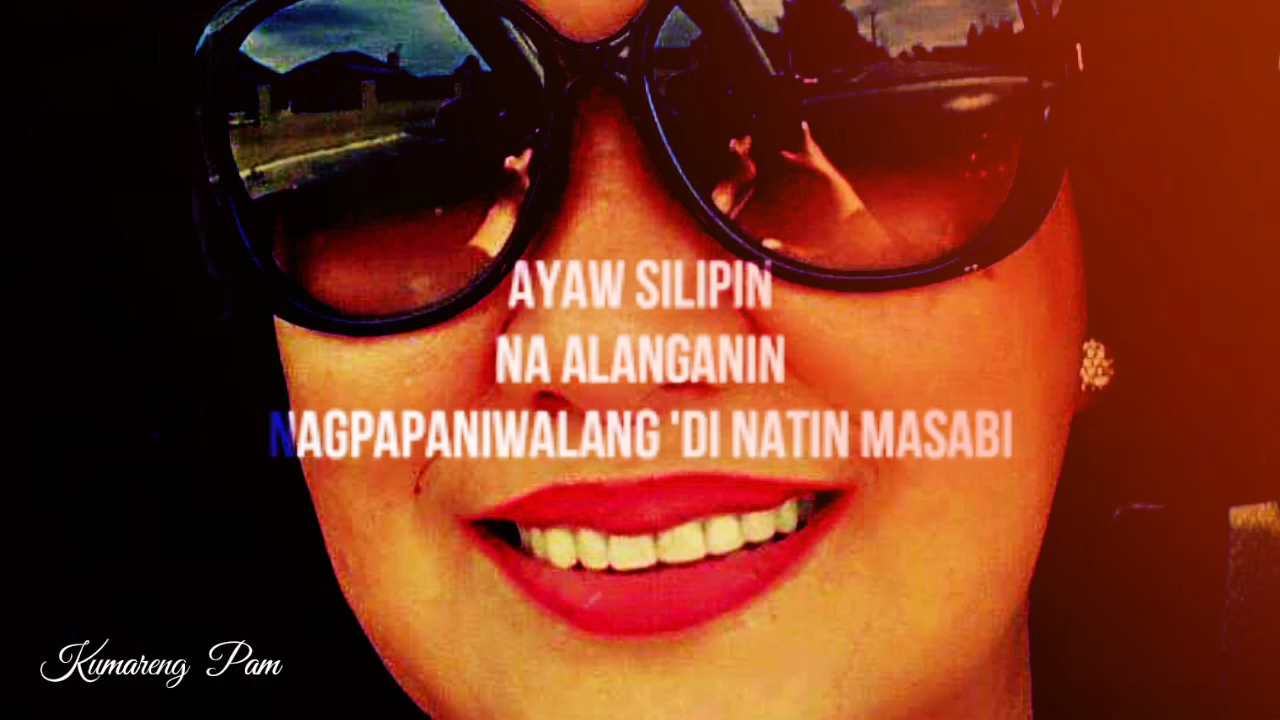 AYAW SILIPIN
NA ALANGANIN
NAGPAPANIWALANG 'DI NATIN MASABI
Kumareng Pam